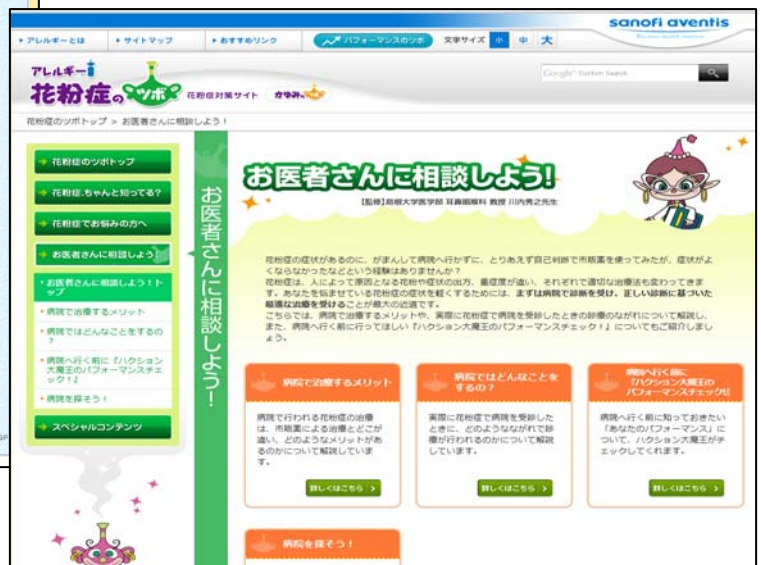 sanofi aventis
アレルギーとは
サイトマップ
おすすめリンク
パフォーマンスのツボ
文字サイズ 小 中 大
アレルギー
花粉症のツボ 花粉症対策サイト かゆみの
Google Custom Search
花粉症のツボトップ > お医者さんに相談しよう!
花粉症のツボトップ
花粉症、ちゃんと知ってる?
花粉症でお悩みの方へ
お医者さんに相談しよう
お医者さんに相談しよう!ト
ップ
病院で治療するメリット
病院ではどんなことをするの
?
病院へ行く前に『ハクション
大魔王のパフォーマンスチェ
ック!』
病院を探そう!
スペシャルコンテンツ
お医者さんに相談しよう!
お医者さんに相談しよう!
【監修】島根大学医学部 耳鼻咽喉科 教授 川内秀之先生
花粉症の症状があるのに、がまんして病院へ行かずに、とりあえず自己判断で市販薬を使ってみたが、症状がよ
くならなかったなどという経験はありませんか?
花粉症は、人によって原因となる花粉や症状の出方、重症度が違い、それぞれで適切な治療法も変わってきま
す。あなたを悩ませている花粉症の症状を軽くするためには、まずは病院で診断を受け、正しい診断に基づいた
最適な治療を受けることが最大の近道です。
こちらでは、病院で治療するメリットや、実際に花粉症で病院を受診したときの診療のながれについて解説し、
また、病院へ行く前に行ってほしい『ハクション大魔王のパフォーマンスチェック!』についてもご紹介しまし
ょう。
病院で治療するメリット
病院で行われる花粉症の治療
は、市販薬による治療とどこが
違い、どのようなメリットがあ
るのかについて解説していま
す。
詳しくはこちら
病院ではどんなことを
するの?
実際に花粉症で病院を受診した
ときに、どのようなながれで診
療が行われるのかについて解説
しています。
詳しくはこちら
病院へ行く前に
『ハクション大魔王の
パフォーマンスチェック!』
病院へ行く前に知っておきたい
「あなたのパフォーマンス」に
ついて、ハクション大魔王がチ
ェックしてくれます。
詳しくはこちら
病院を探そう!